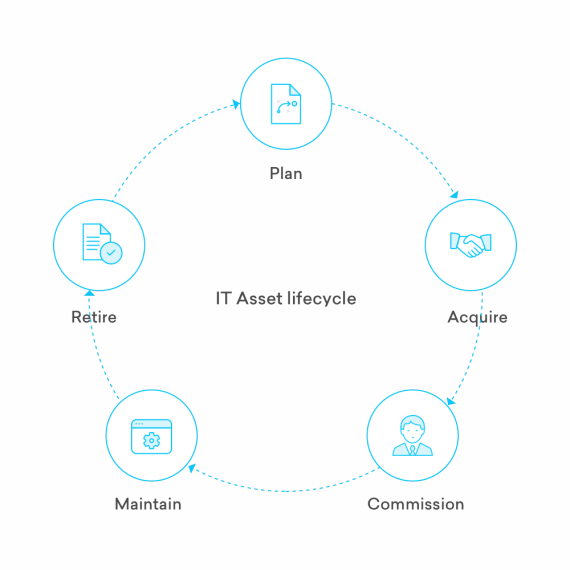 Plan
Acquire
Commission
Maintain
Retire
IT Asset lifecycle